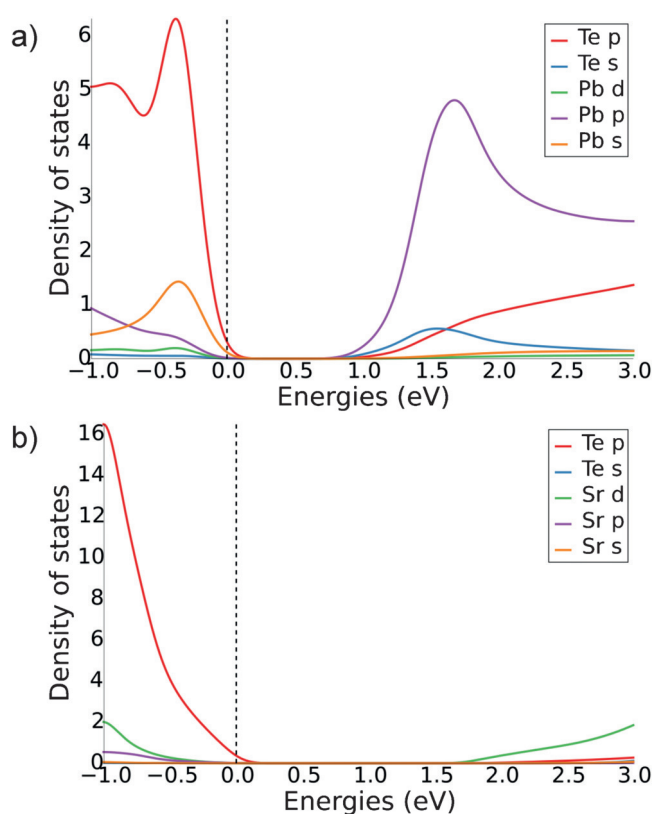 a)
Density of states
6
5
4
3
2
1
0
Te p
Te s
Pb d
Pb p
Pb s
−1.0 −0.5 0.0 0.5 1.0 1.5 2.0 2.5 3.0
Energies (eV)
b)
Density of states
16
14
12
10
8
6
4
2
0
Te p
Te s
Sr d
Sr p
Sr s
−1.0 −0.5 0.0 0.5 1.0 1.5 2.0 2.5 3.0
Energies (eV)